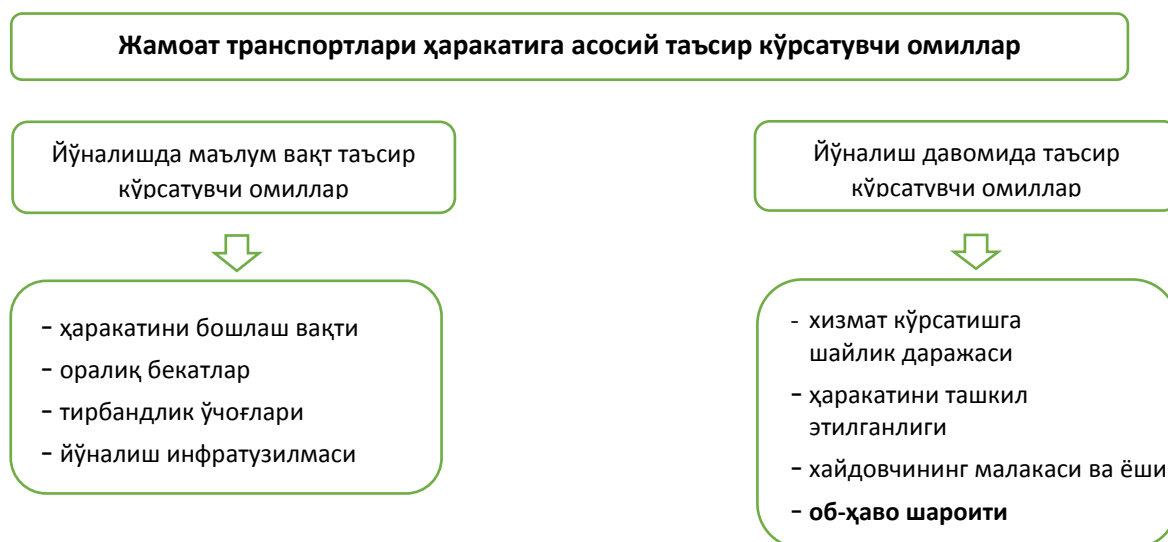 Жамоат транспортлари ҳаракатига асосий таъсир кўрсатувчи омиллар
Йўналишда маълум вақт таъсир
кўрсатувчи омиллар
- ҳаракатини бошлаш вақти
- оралиқ бекатлар
- тирбандлик ўчоғлари
- йўналиш инфратузилмаси
Йўналиш давомида таъсир
кўрсатувчи омиллар
- хизмат кўрсатишга
шайлик даражаси
- ҳаракатини ташкил
этилганлиги
- хайдовчининг малакаси ва ёши
- об-ҳаво шароити